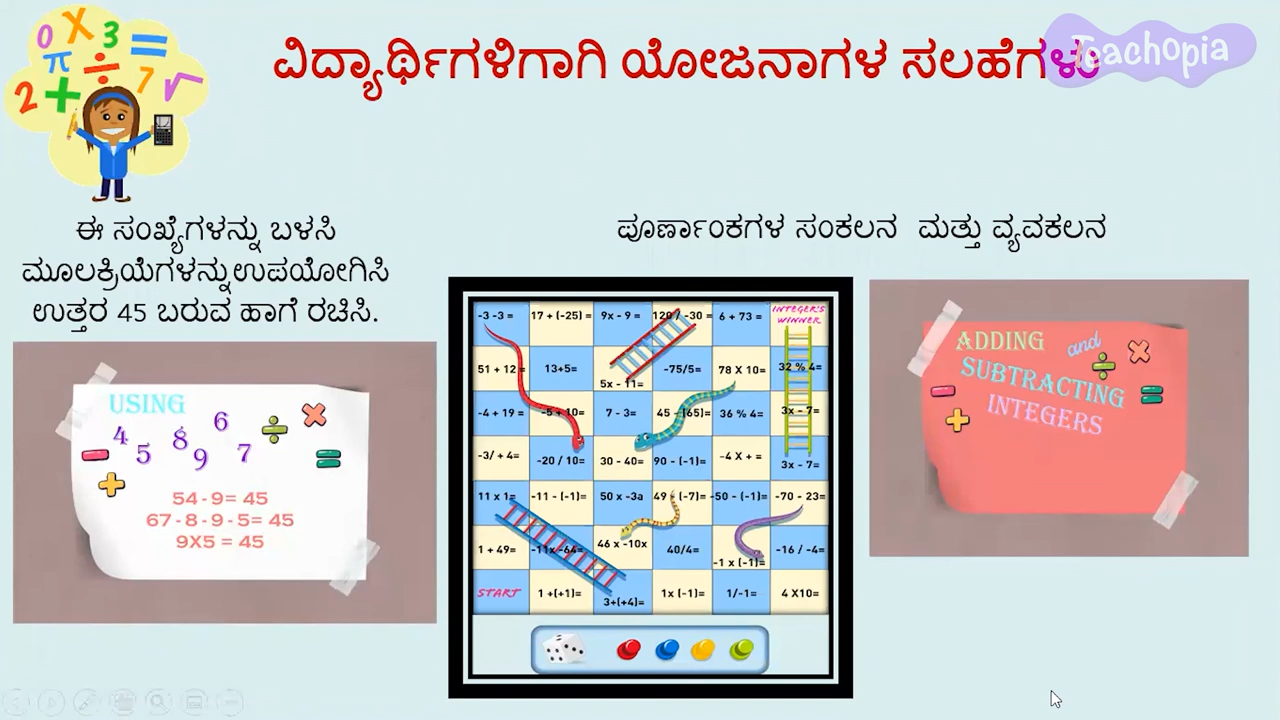 ವಿದ್ಯಾರ್ಥಿಗಳಿಗಾಗಿ ಯೋಜನಾಗಳ ಸಲಹೆಗಳು
Teachopia
0 X 3 =
π ÷ 7 √
2 +
ಈ ಸಂಖ್ಯೆಗಳನ್ನು ಬಳಸಿ
ಮೂಲಕ್ರಿಯೆಗಳನ್ನುಉಪಯೋಗಿಸಿ
ಉತ್ತರ 45 ಬರುವ ಹಾಗೆ ರಚಿಸಿ.
USING
4 5 8 9 6 7
54 - 9 = 45
67 - 8 - 9 - 5= 45
9X5 = 45
ಪೂರ್ಣಾಂಕಗಳ ಸಂಕಲನ ಮತ್ತು ವ್ಯವಕಲನ
-3 -3 = 17 + (-25) = 9x - 9 = 120/ -30 = 6 + 73 = INTEGER'S WINNER
51 + 12 13+5= 5x - 11= -75/5= 78 X 10= 32 % 4=
-4 + 19 = -5 + 10= 7 - 3= 45 - (65)= 36 % 4= 3x - 7=
-3/ + 4= -20 / 10= 30 - 40= 90 - (-1)= -4 X + = 3x - 7=
11 x 1= -11 - (-1)= 50 x -3a 49 (-7)= -50 - (-1)= -70 - 23=
1 + 49= -11x -64= 46 x -10x 40/4= -1 x (-1)= -16 / -4=
START 1 +(+1)= 3+(+4)= 1x (-1)= 1/-1= 4 X10=
ADDING and
SUBTRACTING
INTEGERS